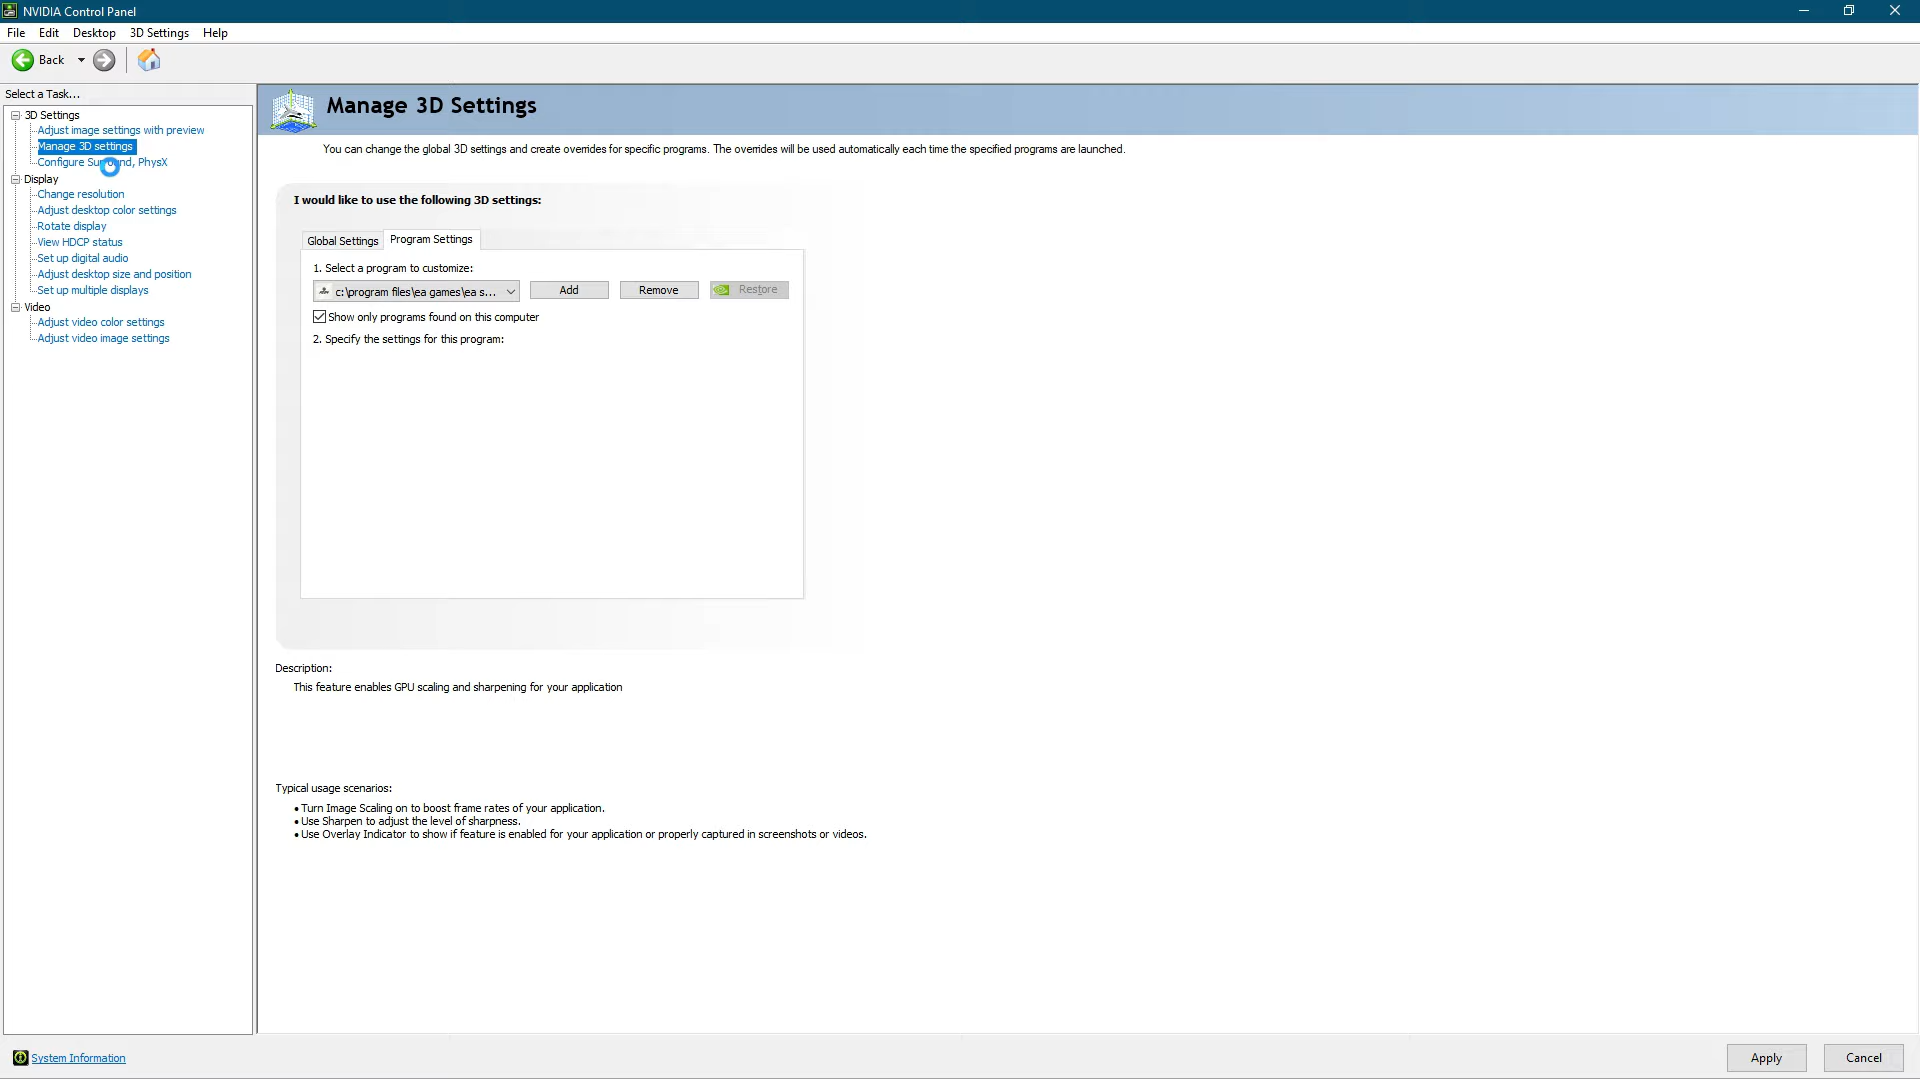 NVIDIA Control Panel
File Edit Desktop 3D Settings Help
Back
Select a Task...
3D Settings
Adjust image settings with preview
Manage 3D settings
Configure Surround, PhysX
Display
Change resolution
Adjust desktop color settings
Rotate display
View HDCP status
Set up digital audio
Adjust desktop size and position
Set up multiple displays
Video
Adjust video color settings
Adjust video image settings
System Information
Manage 3D Settings
You can change the global 3D settings and create overrides for specific programs. The overrides will be used automatically each time the specified programs are launched.
I would like to use the following 3D settings:
Global Settings Program Settings
1. Select a program to customize:
c:\program files\ea games\ea s... Add Remove Restore
Show only programs found on this computer
2. Specify the settings for this program:
Description:
This feature enables GPU scaling and sharpening for your application
Typical usage scenarios:
• Turn Image Scaling on to boost frame rates of your application.
• Use Sharpen to adjust the level of sharpness.
• Use Overlay Indicator to show if feature is enabled for your application or properly captured in screenshots or videos.
Apply Cancel